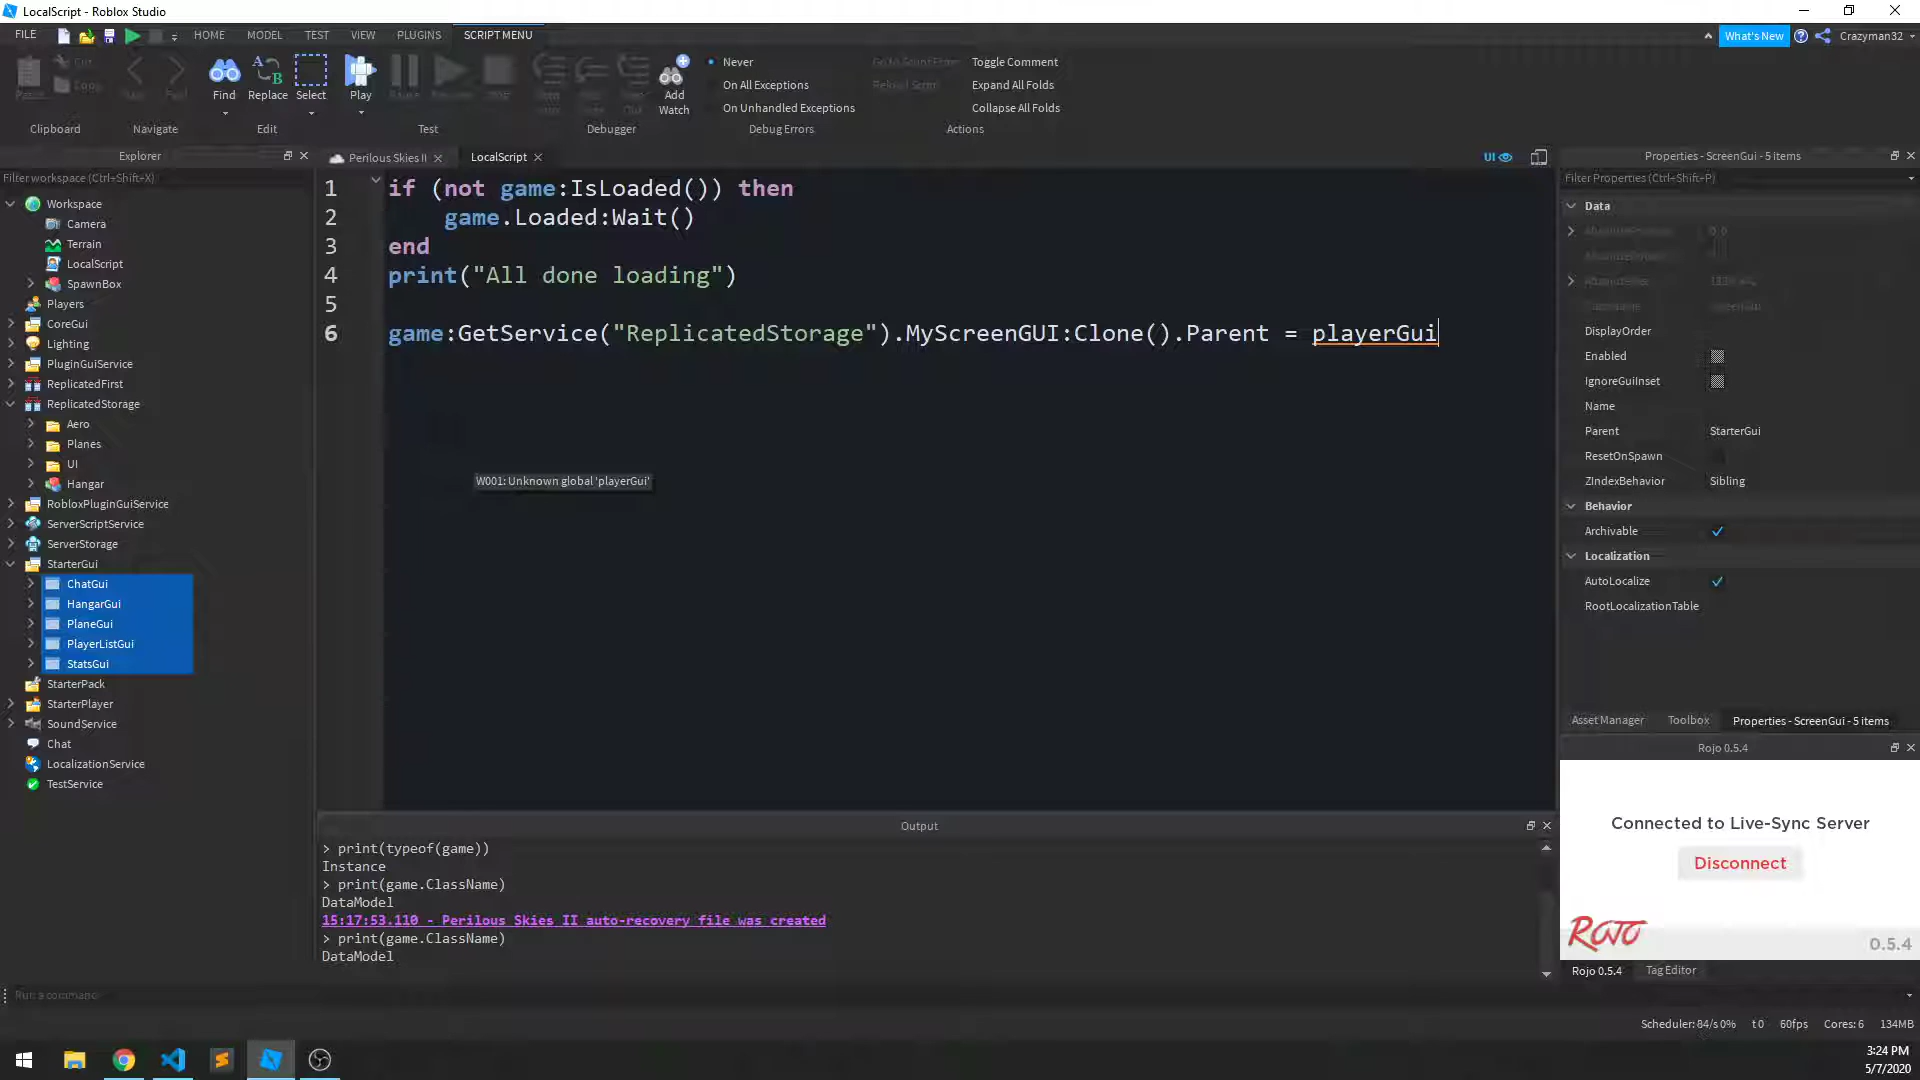 LocalScript - Roblox Studio
FILE
HOME
MODEL
TEST
VIEW
PLUGINS
SCRIPT MENU
What's New
Crazyman32
Cut
Copy
Find
Replace
Select
Play
Add
Watch
Never
On All Exceptions
On Unhandled Exceptions
Toggle Comment
Expand All Folds
Collapse All Folds
Clipboard
Navigate
Edit
Test
Debugger
Debug Errors
Actions
Explorer
Perilous Skies II
LocalScript
UI
Properties - ScreenGui - 5 items
Filter workspace (Ctrl+Shift+X)
Workspace
Camera
Terrain
LocalScript
SpawnBox
Players
CoreGui
Lighting
PluginGuiService
ReplicatedFirst
ReplicatedStorage
Aero
Planes
UI
Hangar
RobloxPluginGuiService
ServerScriptService
ServerStorage
StarterGui
ChatGui
HangarGui
PlaneGui
PlayerListGui
StatsGui
StarterPack
StarterPlayer
SoundService
Chat
LocalizationService
TestService
1 if (not game:IsLoaded()) then
2 game.Loaded:Wait()
3 end
4 print("All done loading")
5
6 game:GetService("ReplicatedStorage").MyScreenGUI:Clone().Parent = playerGui
W001: Unknown global 'playerGui'
Filter Properties (Ctrl+Shift+P)
Data
DisplayOrder
Enabled
IgnoreGuiInset
Name
Parent StarterGui
ResetOnSpawn
ZIndexBehavior Sibling
Behavior
Archivable
Localization
AutoLocalize
RootLocalizationTable
Asset Manager
Toolbox
Properties - ScreenGui - 5 items
Rojo 0.5.4
Connected to Live-Sync Server
Disconnect
ROJO
0.5.4
Rojo 0.5.4
Tag Editor
Output
> print(typeof(game))
Instance
> print(game.ClassName)
DataModel
15:17:53.110 - Perilous Skies II auto-recovery file was created
> print(game.ClassName)
DataModel
Run a command
Scheduler: 84/s 0%
t 0
60fps
Cores: 6
134MB
3:24 PM
5/7/2020